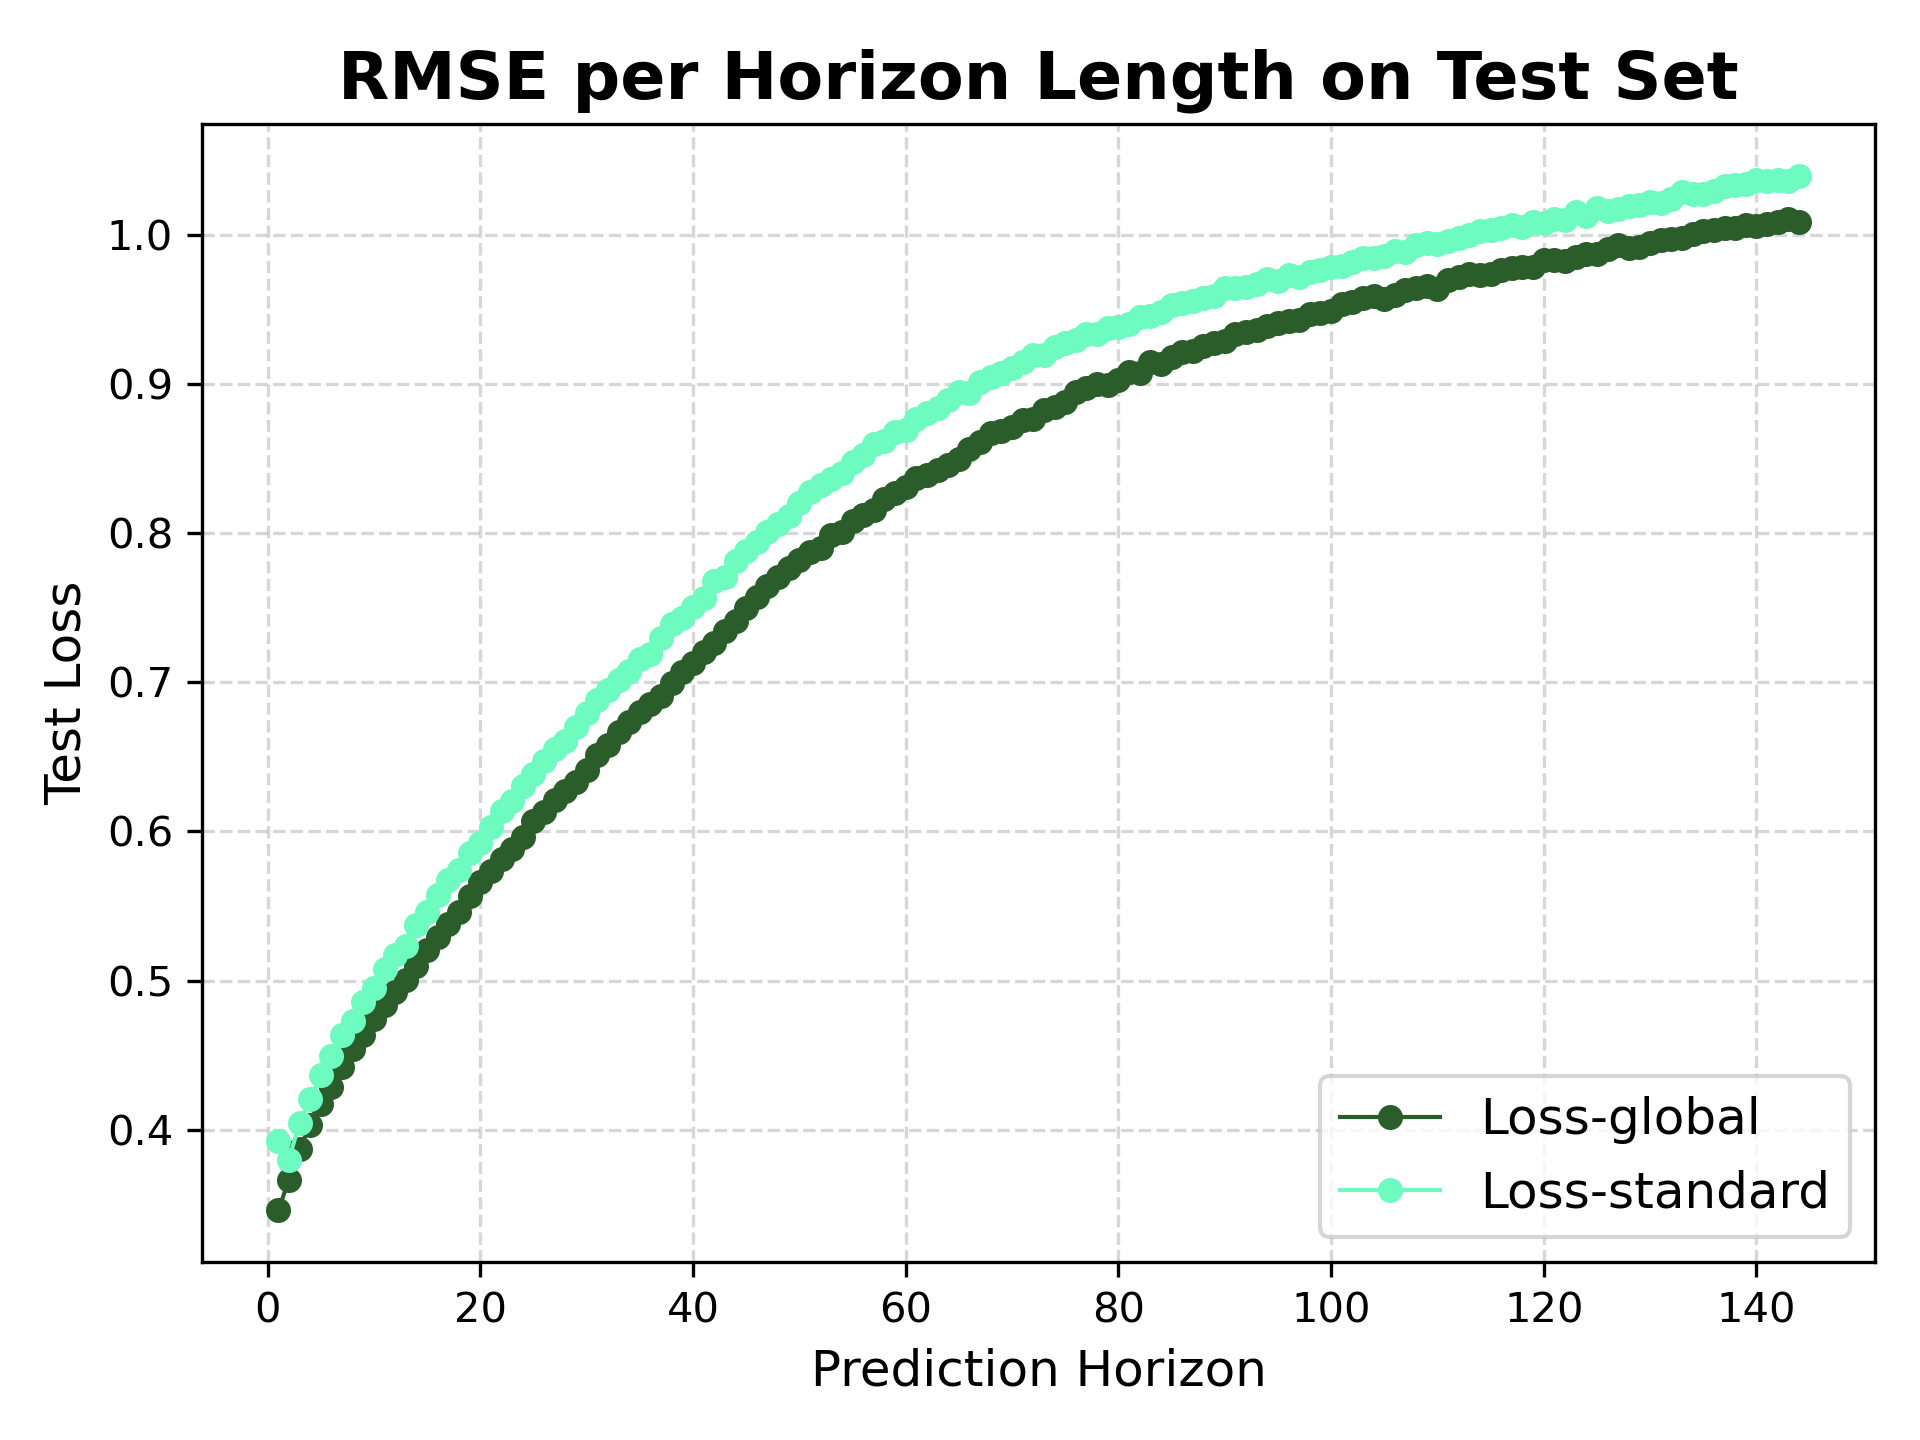 RMSE per Horizon Length on Test Set
1.0
0.9
0.8
0.7
0.6
0.5
0.4
Test Loss
Loss-global
Loss-standard
0 20 40 60 80 100 120 140
Prediction Horizon